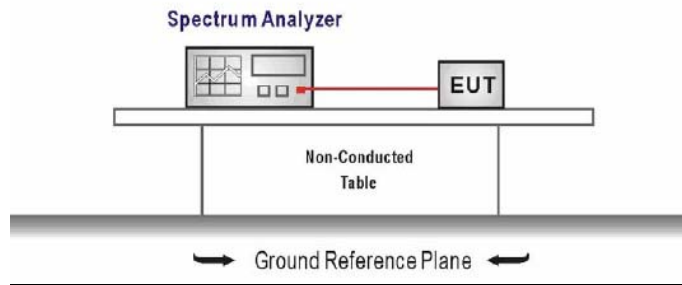 Spectrum Analyzer
EUT
Non-Conducted
Table
Ground Reference Plane